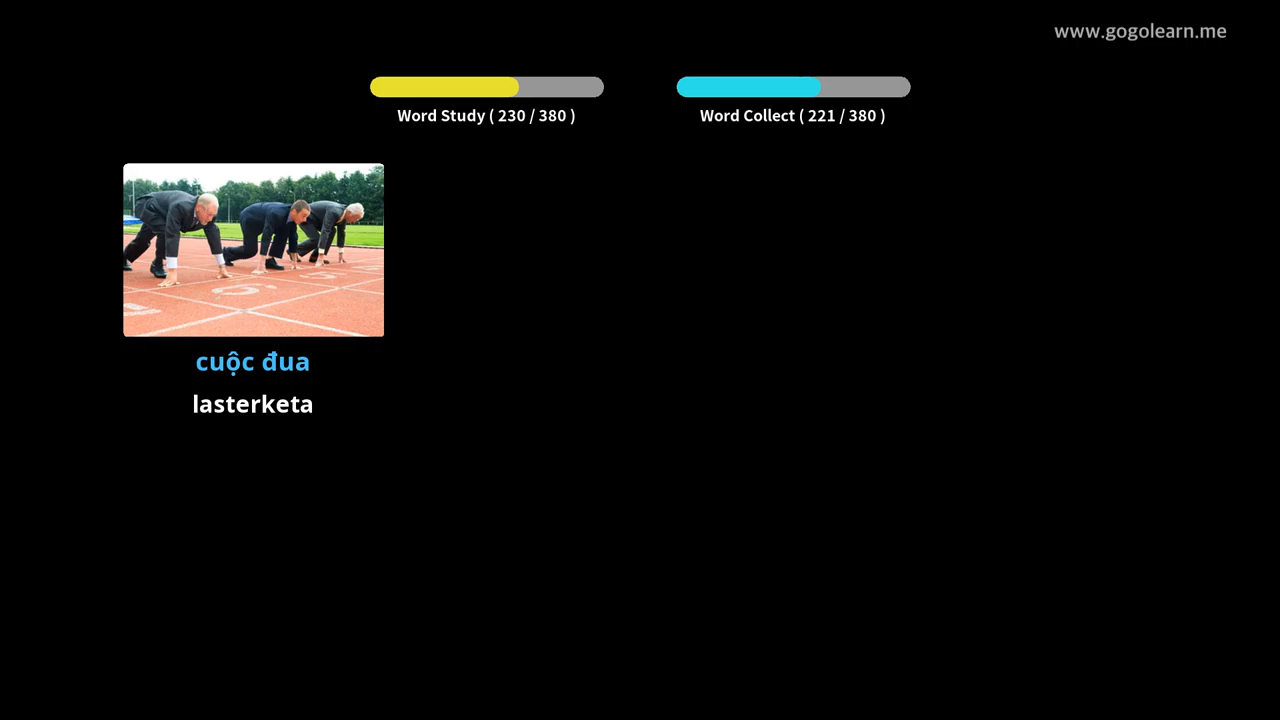 www.gogolearn.me
Word Study ( 230 / 380 )
Word Collect ( 221 / 380 )
cuộc đua
lasterketa